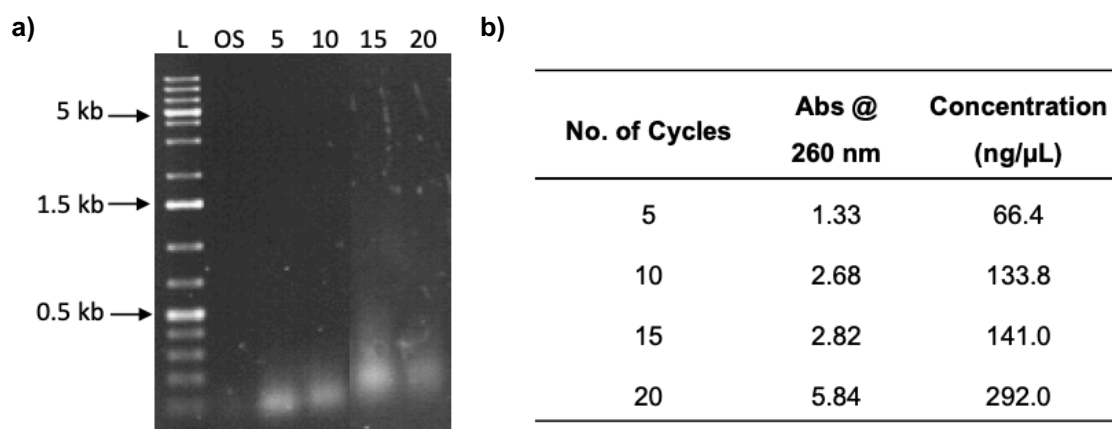 a)
L OS 5 10 15 20
5 kb
1.5 kb
0.5 kb
b)
No. of Cycles Abs @ 260 nm Concentration (ng/µL)
5 1.33 66.4
10 2.68 133.8
15 2.82 141.0
20 5.84 292.0